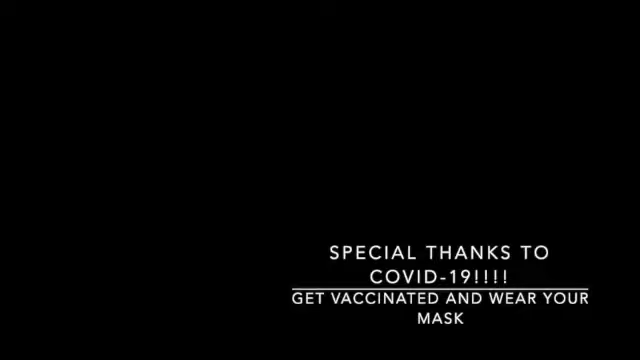 SPECIAL THANKS TO
COVID-19!!!!
GET VACCINATED AND WEAR YOUR
MASK